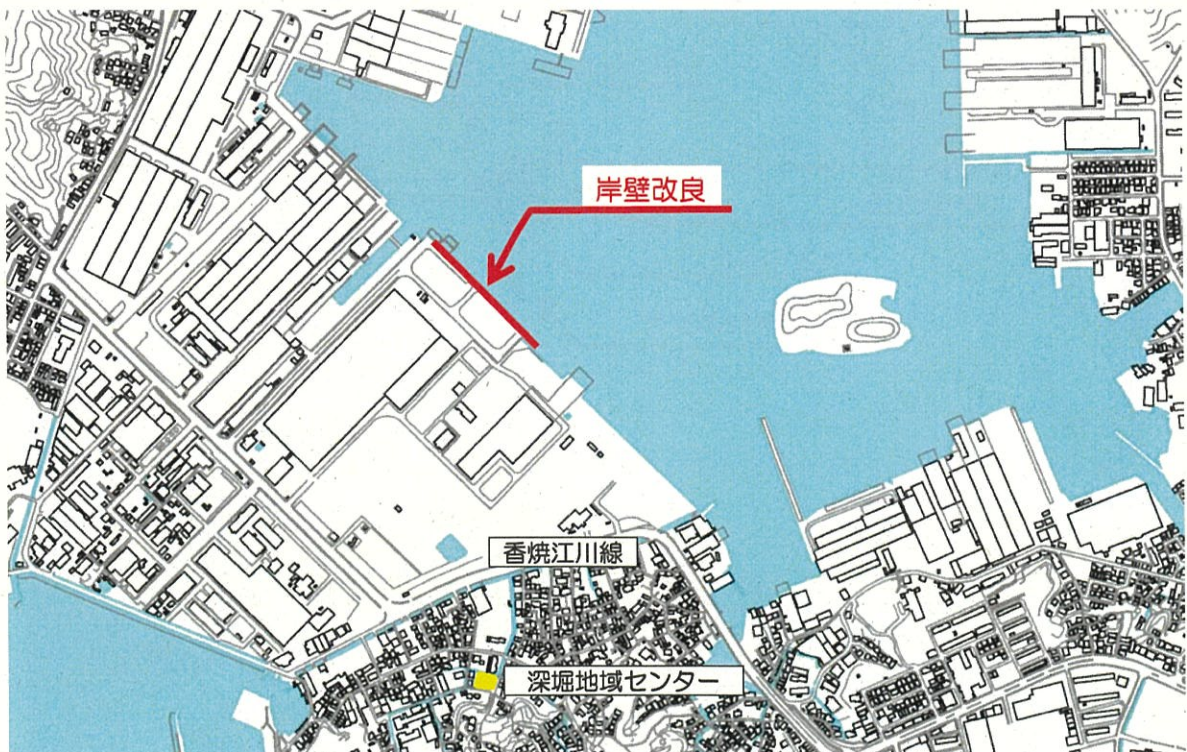 岸壁改良
香焼江川線
深堀地域センター